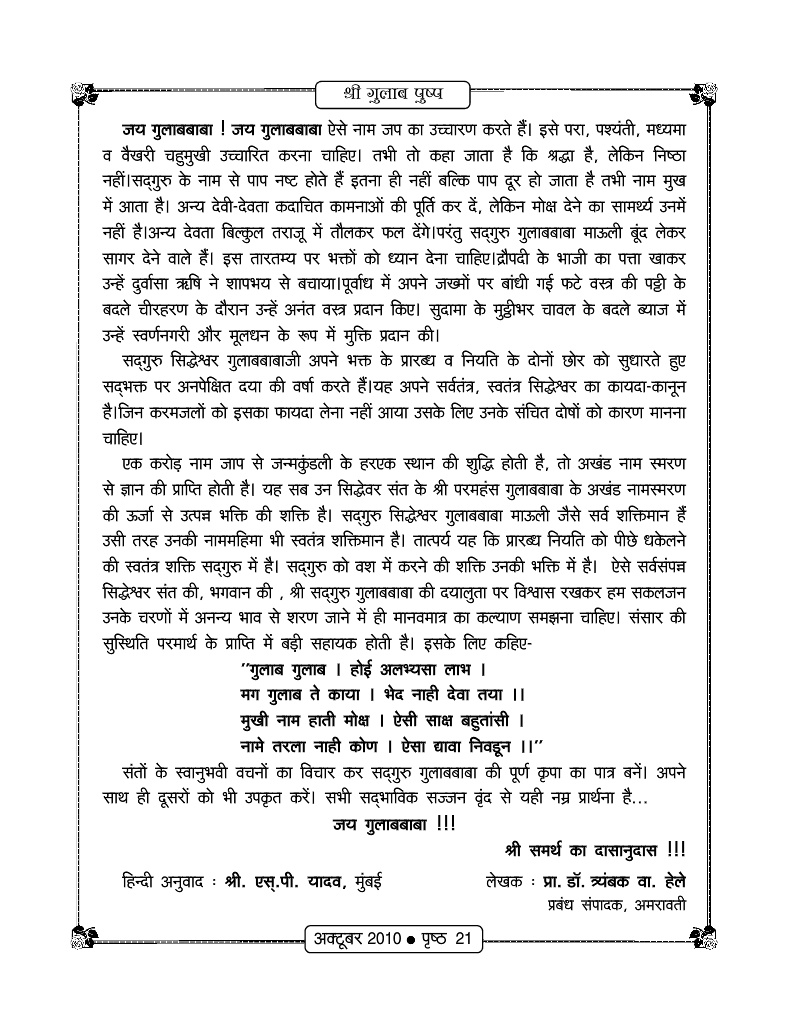 श्री गुलाब पुष्प
जय गुलाबबाबा ! जय गुलाबबाबा ऐसे नाम जप का उच्चारण करते हैं। इसे परा, पश्यंती, मध्यमा
व वैखरी चहुमुखी उच्चारित करना चाहिए। तभी तो कहा जाता है कि श्रद्धा है, लेकिन निष्ठा
नहीं।सद्‌गुरु के नाम से पाप नष्ट होते हैं इतना ही नहीं बल्कि पाप दूर हो जाता है तभी नाम मुख
में आता है। अन्य देवी-देवता कदाचित कामनाओं की पूर्ति कर दें, लेकिन मोक्ष देने का सामर्थ्य उनमें
नहीं है।अन्य देवता बिल्कुल तराजू में तौलकर फल देंगे।परंतु सद्‌गुरु गुलाबबाबा माऊली बूंद लेकर
सागर देने वाले हैं। इस तारतम्य पर भक्तों को ध्यान देना चाहिए।द्रौपदी के भाजी का पत्ता खाकर
उन्हें दुर्वासा ऋषि ने शापभय से बचाया।पूर्वाध में अपने जख्मों पर बांधी गई फटे वस्त्र की पट्टी के
बदले चीरहरण के दौरान उन्हें अनंत वस्त्र प्रदान किए। सुदामा के मुट्ठीभर चावल के बदले ब्याज में
उन्हें स्वर्णनगरी और मूलधन के रूप में मुक्ति प्रदान की।
सद्‌गुरु सिद्धेश्वर गुलाबबाबाजी अपने भक्त के प्रारब्ध व नियति के दोनों छोर को सुधारते हुए
सद्‌भक्त पर अनपेक्षित दया की वर्षा करते हैं।यह अपने सर्वतंत्र, स्वतंत्र सिद्धेश्वर का कायदा-कानून
है।जिन करमजलों को इसका फायदा लेना नहीं आया उसके लिए उनके संचित दोषों को कारण मानना
चाहिए।
एक करोड़ नाम जाप से जन्मकुंडली के हरएक स्थान की शुद्धि होती है, तो अखंड नाम स्मरण
से ज्ञान की प्राप्ति होती है। यह सब उन सिद्धेवर संत के श्री परमहंस गुलाबबाबा के अखंड नामस्मरण
की ऊर्जा से उत्पन्न भक्ति की शक्ति है। सद्‌गुरु सिद्धेश्वर गुलाबबाबा माऊली जैसे सर्व शक्तिमान हैं
उसी तरह उनकी नाममहिमा भी स्वतंत्र शक्तिमान है। तात्पर्य यह कि प्रारब्ध नियति को पीछे धकेलने
की स्वतंत्र शक्ति सद्‌गुरु में है। सद्‌गुरु को वश में करने की शक्ति उनकी भक्ति में है। ऐसे सर्वसंपन्न
सिद्धेश्वर संत की, भगवान की , श्री सद्‌गुरु गुलाबबाबा की दयालुता पर विश्वास रखकर हम सकलजन
उनके चरणों में अनन्य भाव से शरण जाने में ही मानवमात्र का कल्याण समझना चाहिए। संसार की
सुस्थिति परमार्थ के प्राप्ति में बड़ी सहायक होती है। इसके लिए कहिए-
''गुलाब गुलाब । होई अलभ्यसा लाभ ।
मग गुलाब ते काया । भेद नाही देवा तया ।।
मुखी नाम हाती मोक्ष । ऐसी साक्ष बहुतांसी ।
नामे तरला नाही कोण । ऐसा द्यावा निवडून ।।''
संतों के स्वानुभवी वचनों का विचार कर सद्‌गुरु गुलाबबाबा की पूर्ण कृपा का पात्र बनें। अपने
साथ ही दूसरों को भी उपकृत करें। सभी सद्‌भाविक सज्जन वृंद से यही नम्र प्रार्थना है...
जय गुलाबबाबा !!!
श्री समर्थ का दासानुदास !!!
हिन्दी अनुवाद : श्री. एस्.पी. यादव, मुंबई
लेखक : प्रा. डॉ. त्र्यंबक वा. हेले
प्रबंध संपादक, अमरावती
अक्टूबर 2010 ● पृष्ठ 21